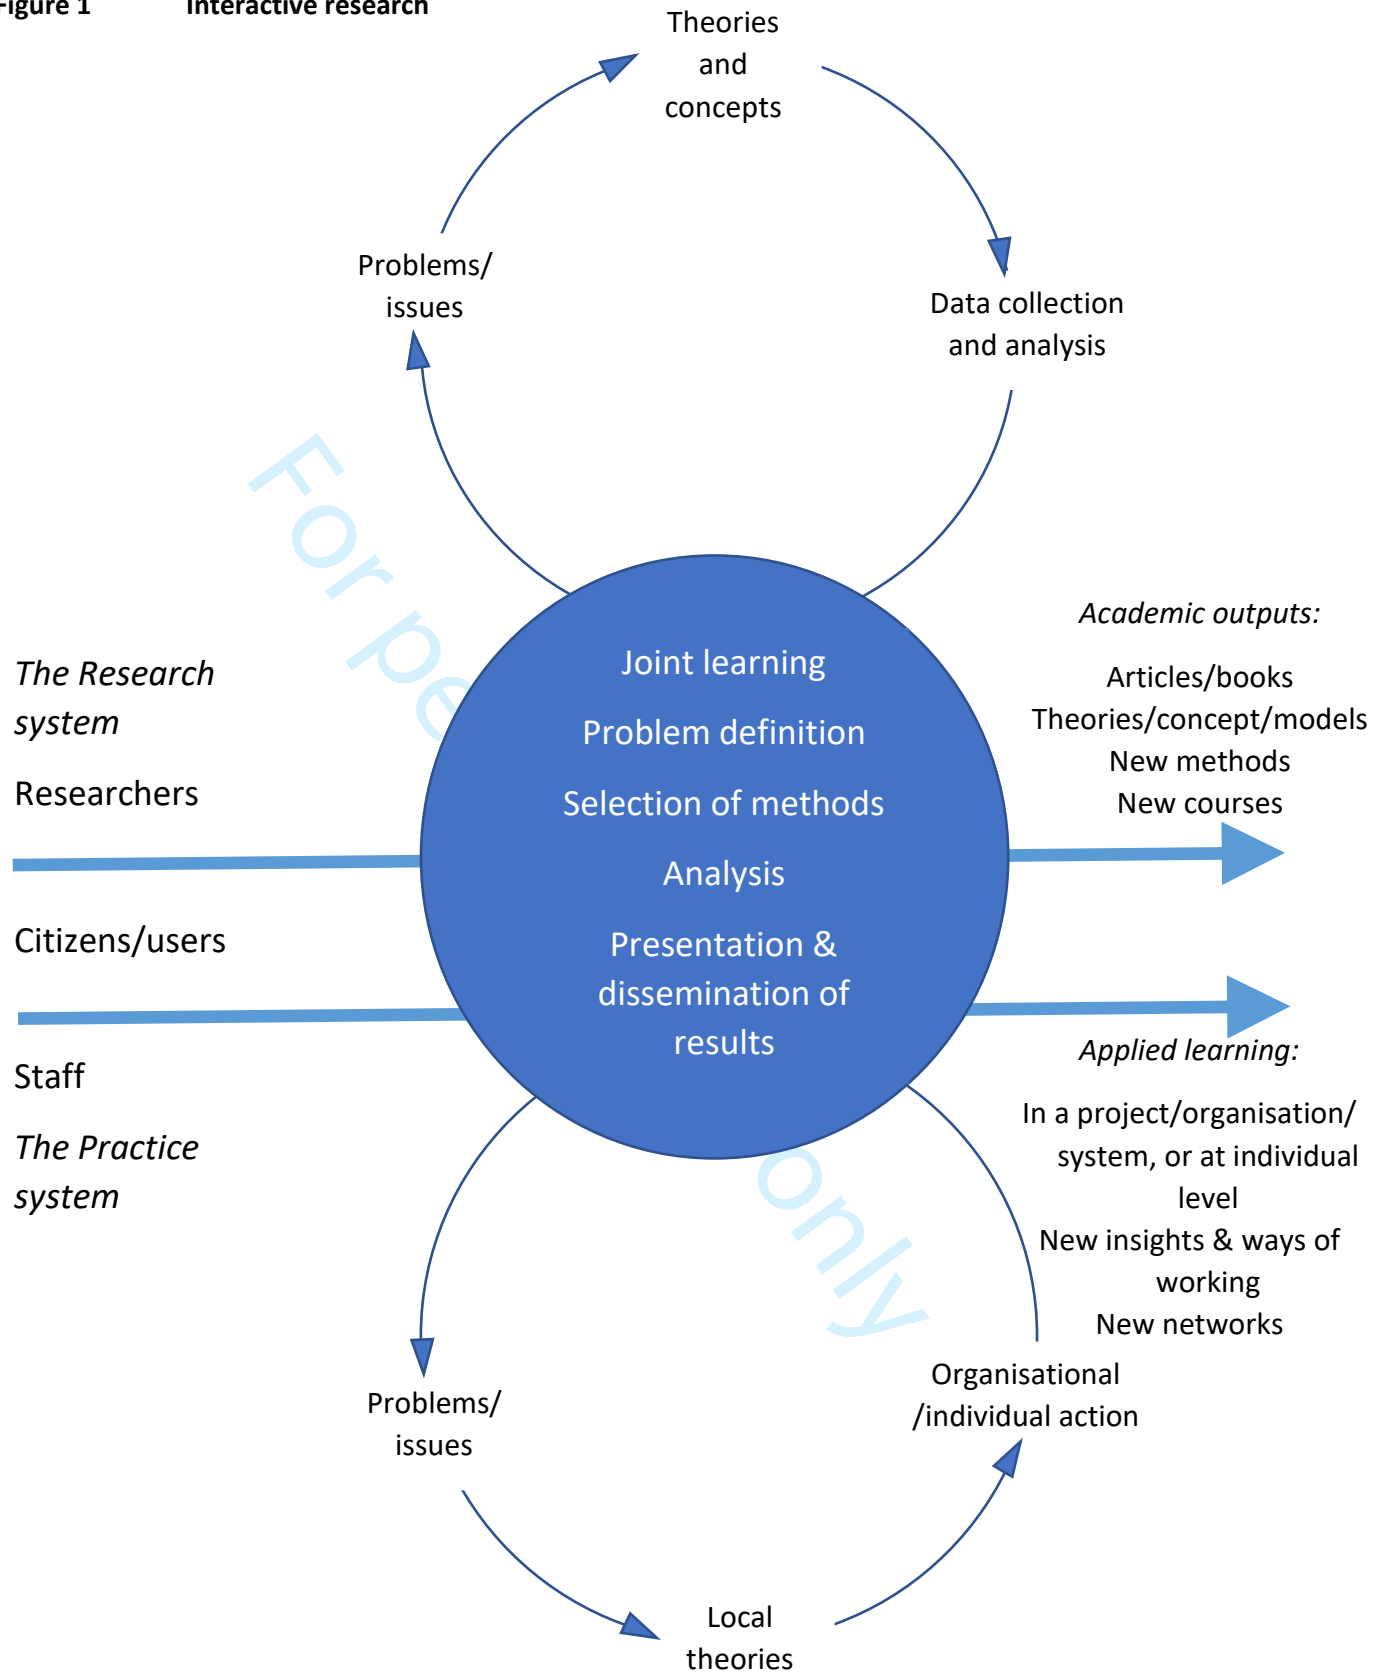 Figure 1 Interactive research
Theories
and
concepts
Problems/
issues
Data collection
and analysis
For pe
Academic outputs:
Articles/books
Theories/concept/models
New methods
New courses
The Research
system
Researchers
Joint learning
Problem definition
Selection of methods
Analysis
Presentation &
dissemination of
results
Citizens/users
Staff
The Practice
system
Applied learning:
In a project/organisation/
system, or at individual
level
New insights & ways of
working
New networks
only
Problems/
issues
Organisational
/individual action
Local
theories